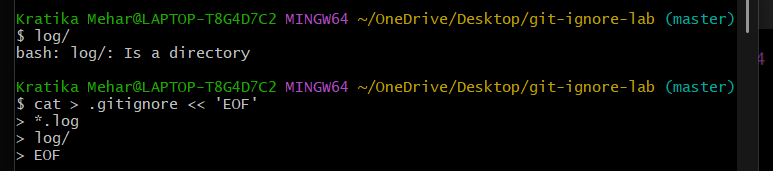 Kratika Mehar@LAPTOP-T8G4D7C2 MINGW64 ~/OneDrive/Desktop/git-ignore-lab (master)
$ log/
bash: log/: Is a directory
4
Kratika Mehar@LAPTOP-T8G4D7C2 MINGW64 ~/OneDrive/Desktop/git-ignore-lab (master)
$ cat > .gitignore << 'EOF'
> *.log
> log/
> EOF